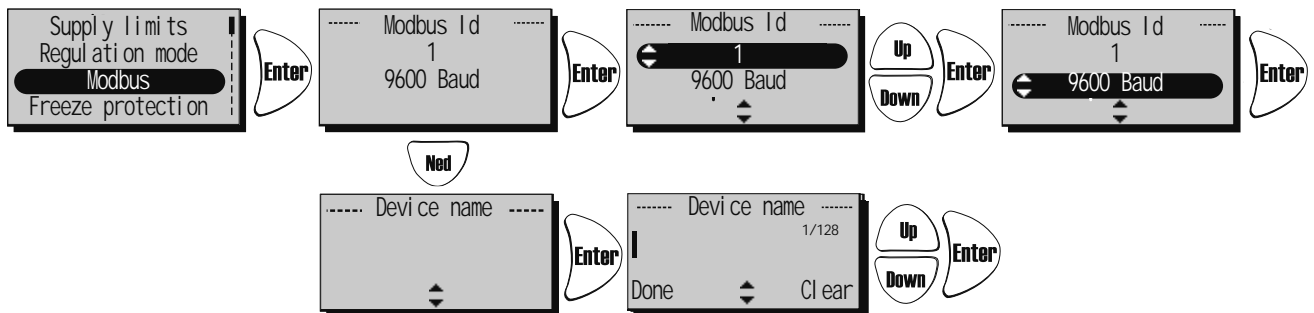 Supply limits
Regulation mode
Modbus
Freeze protection
Enter
Modbus Id
1
9600 Baud
Enter
Modbus Id
1
9600 Baud
Up
Down
Enter
Modbus Id
1
9600 Baud
Enter
Ned
Device name
Enter
Device name
1/128
Done
Clear
Up
Down
Enter